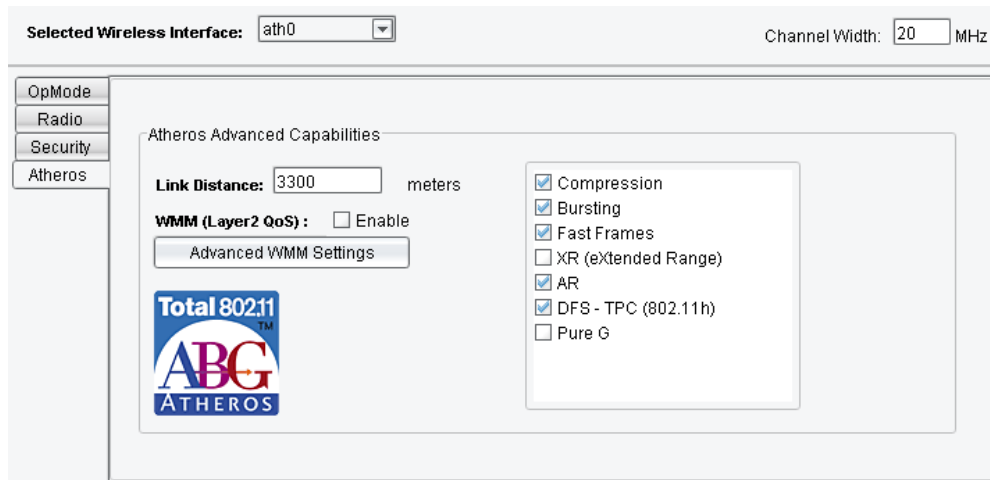 Selected Wireless Interface: ath0
Channel Width: 20 MHz
OpMode
Radio
Security
Atheros
Atheros Advanced Capabilities
Link Distance: 3300 meters
WMM (Layer2 QoS) : Enable
Advanced WMM Settings
Total 802.11
TM
ABG
ATHEROS
Compression
Bursting
Fast Frames
XR (eXtended Range)
AR
DFS - TPC (802.11h)
Pure G